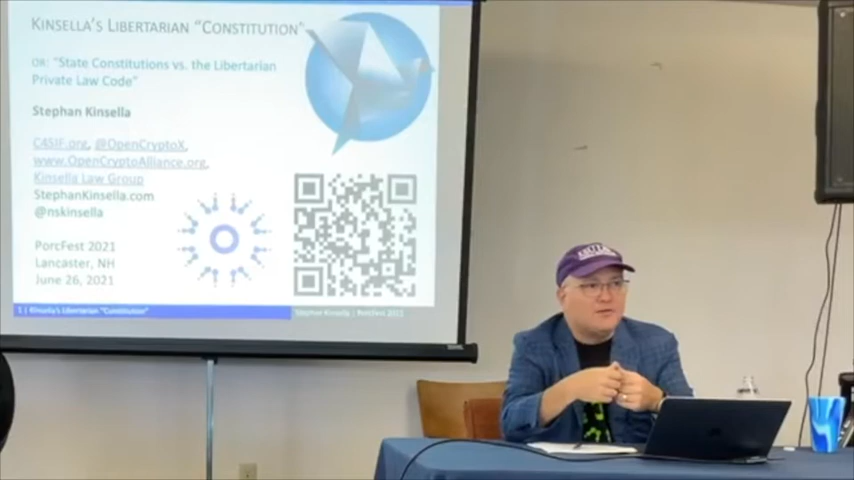 KINSELLA'S LIBERTARIAN "CONSTITUTION"
OR: "State Constitutions vs. the Libertarian
Private Law Code"
Stephan Kinsella
C4SIF.org, @OpenCryptoX,
www.OpenCryptoAlliance.org,
Kinsella Law Group
StephanKinsella.com
@nskinsella
PorcFest 2021
Lancaster, NH
June 26, 2021
1 | Kinsella's Libertarian "Constitution"
Stephan Kinsella | PorcFest 2021